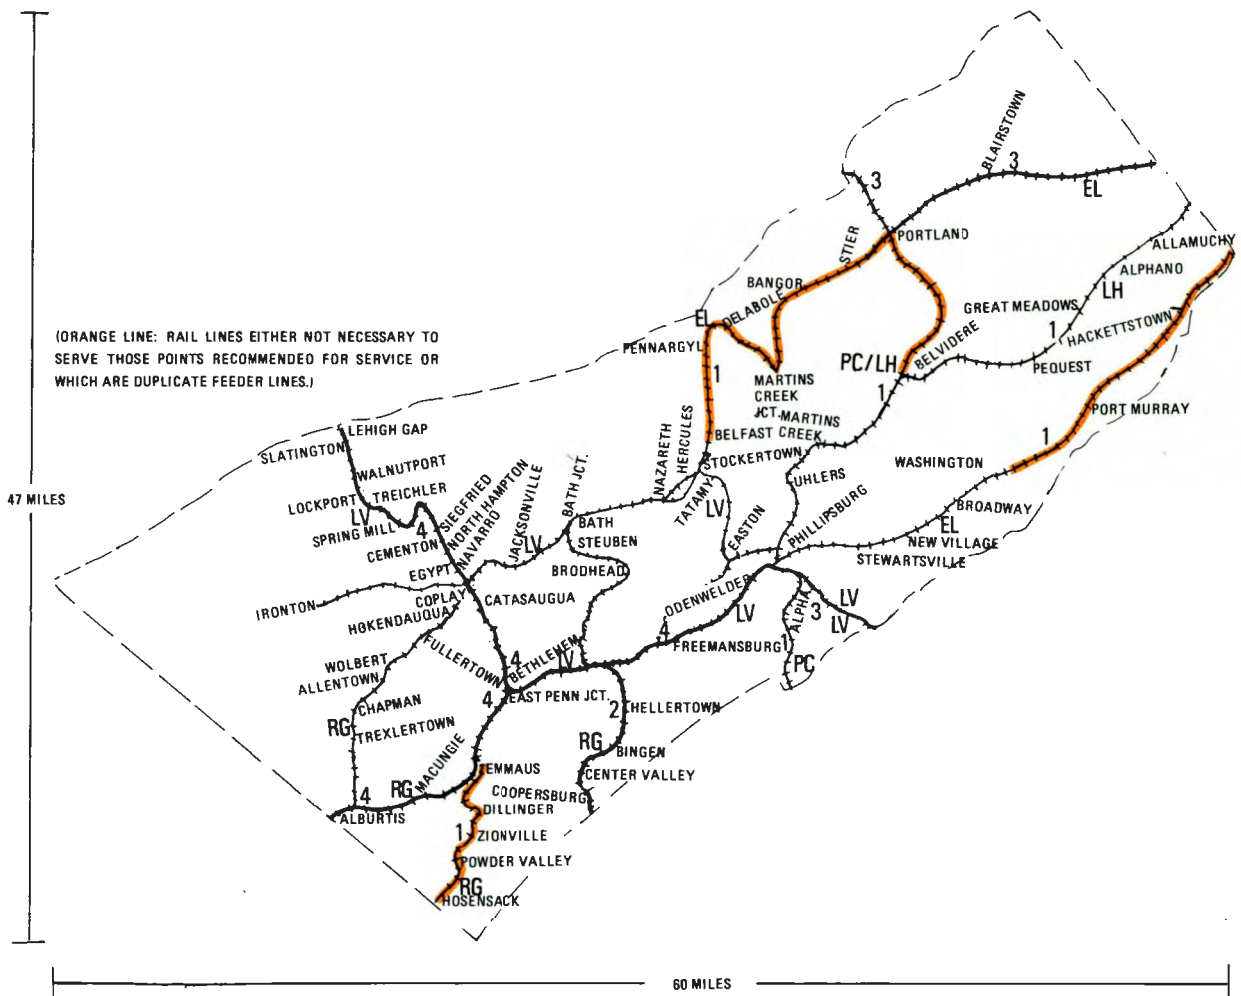 BLAIRSTOWN
3
3
EL
STIER
PORTLAND
ALLAMUCHY
ALPHANO
BANGOR
DELABOLE
LH
GREAT MEADOWS
EL
HACKETTSTOWN
1
(ORANGE LINE: RAIL LINES EITHER NOT NECESSARY TO
SERVE THOSE POINTS RECOMMENDED FOR SERVICE OR
WHICH ARE DUPLICATE FEEDER LINES.)
PENNARGYL
BELVIDERE
PC/LH
PEQUEST
1
MARTINS
CREEK
JCT.
1
MARTINS
CREEK
PORT MURRAY
BELFAST
1
LEHIGH GAP
SLATINGTON
HERCULES
NAZARETH
STOCKERTOWN
WASHINGTON
WALNUTPORT
BATH JCT.
UHLERS
47 MILES
LOCKPORT
TREICHLER
SIEGFRIED
NORTH HAMPTON
NAVARRO
JACKSONVILLE
TATAMY
LV
PHILLIPSBURG
BROADWAY
LV
SPRING MILL
4
CEMENTON
BATH
EASTON
EL
NEW VILLAGE
STEUBEN
LV
STEWARTSVILLE
EGYPT
BRODHEAD
IRONTON
COPLAY
CATASAUGUA
ODENWELDER
HOKENDAUQUA
LV
ALPHA
3
LV
LV
FULLERTOWN
4
BETHLEHEM
LV
4
FREEMANSBURG
1
PC
WOLBERT
ALLENTOWN
4
EAST PENN JCT.
CHAPMAN
2
HELLERTOWN
RG
TREXLERTOWN
RG
BINGEN
MACUNGIE
EMMAUS
CENTER VALLEY
RG
4
COOPERSBURG
DILLINGER
ALBURTIS
1
ZIONVILLE
POWDER VALLEY
RG
HOSENSACK
60 MILES